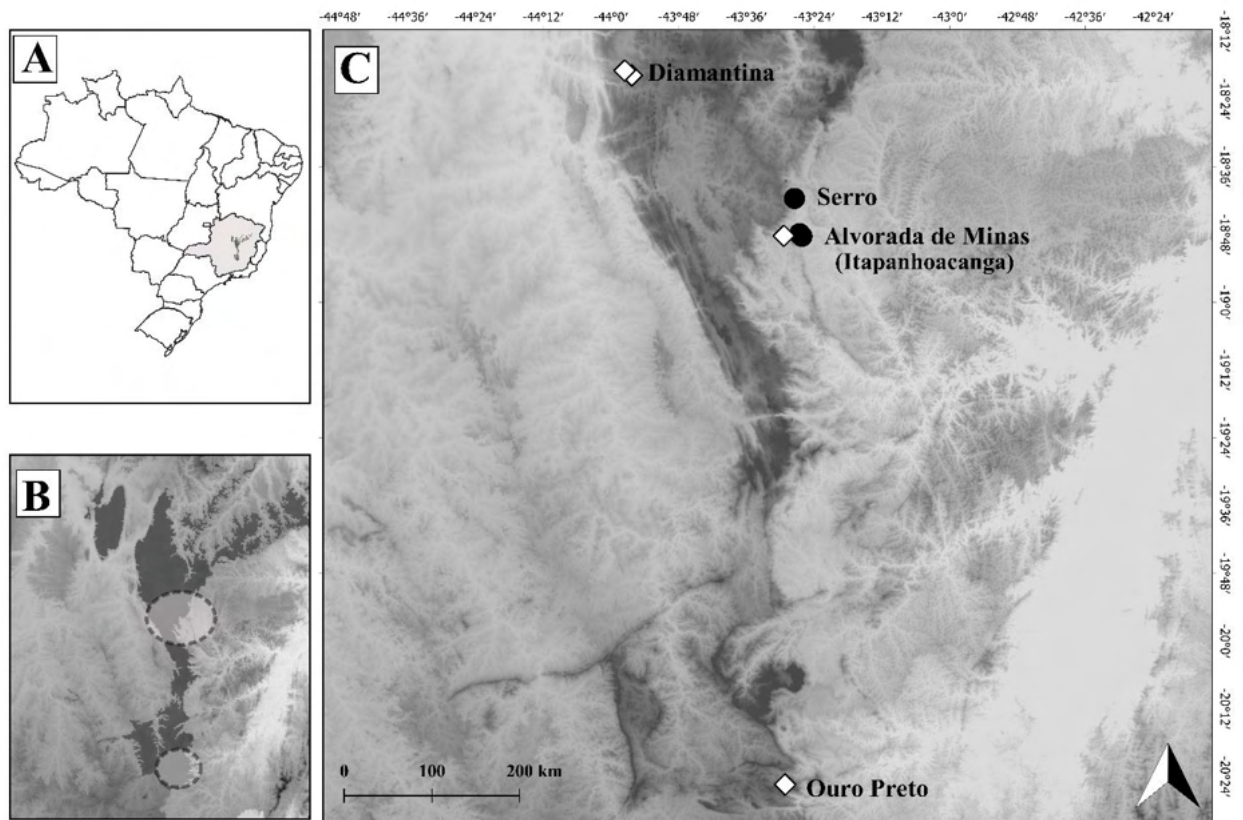 A
B
C
-44°48' -44°36' -44°24' -44°12' -44°0' -43°48' -43°36' -43°24' -43°12' -43°0' -42°48' -42°36' -42°24'
-18°12'
-18°24'
-18°36'
-18°48'
-19°0'
-19°12'
-19°24'
-19°36'
-19°48'
-20°0'
-20°12'
-20°24'
Diamantina
Serro
Alvorada de Minas
(Itapanhoacanga)
Ouro Preto
0 100 200 km